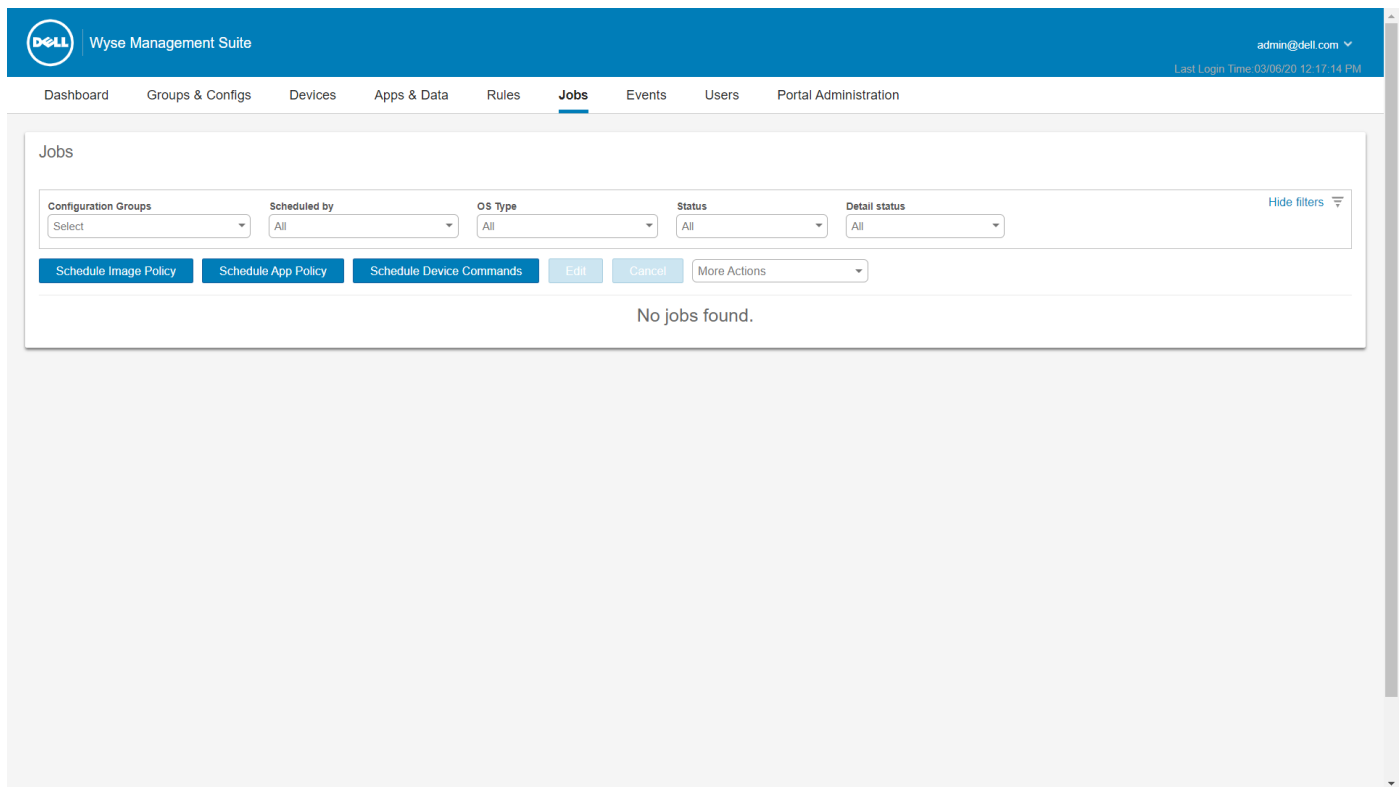 DELL Wyse Management Suite
admin@dell.com
Last Login Time:03/06/20 12:17:14 PM
Dashboard Groups & Configs Devices Apps & Data Rules Jobs Events Users Portal Administration
Jobs
Configuration Groups Scheduled by OS Type Status Detail status Hide filters
Select All All All All
Schedule Image Policy Schedule App Policy Schedule Device Commands Edit Cancel More Actions
No jobs found.